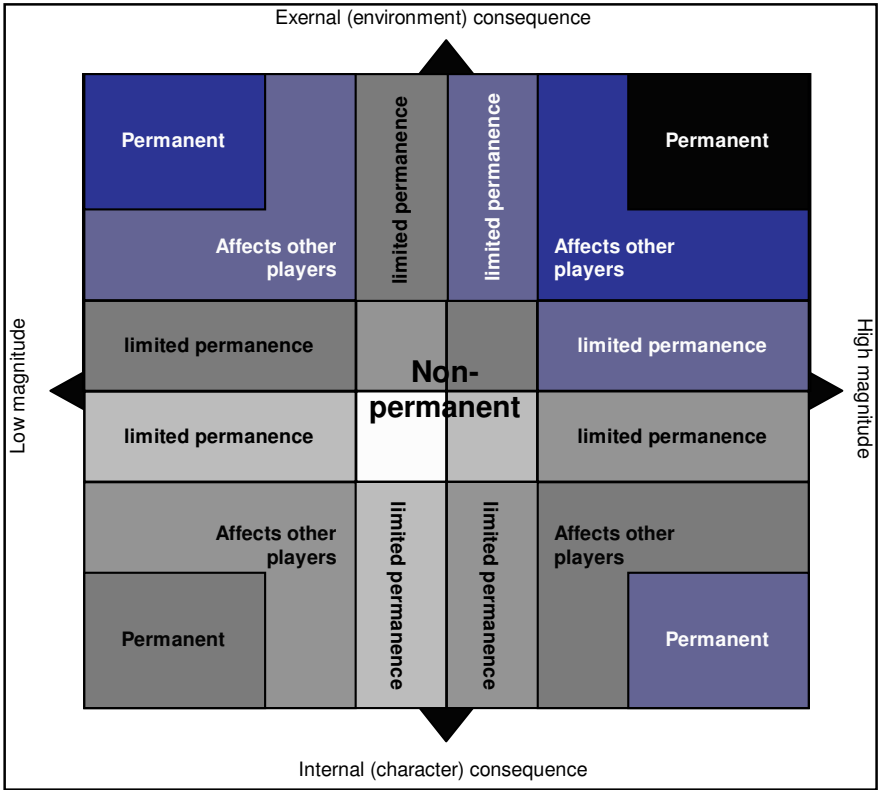 Exernal (environment) consequence
Permanent
limited permanence
limited permanence
Permanent
Affects other
players
Affects other
players
Low magnitude
limited permanence
limited permanence
High magnitude
Non-
permanent
limited permanence
limited permanence
Affects other
players
limited permanence
limited permanence
Affects other
players
Permanent
Permanent
Internal (character) consequence